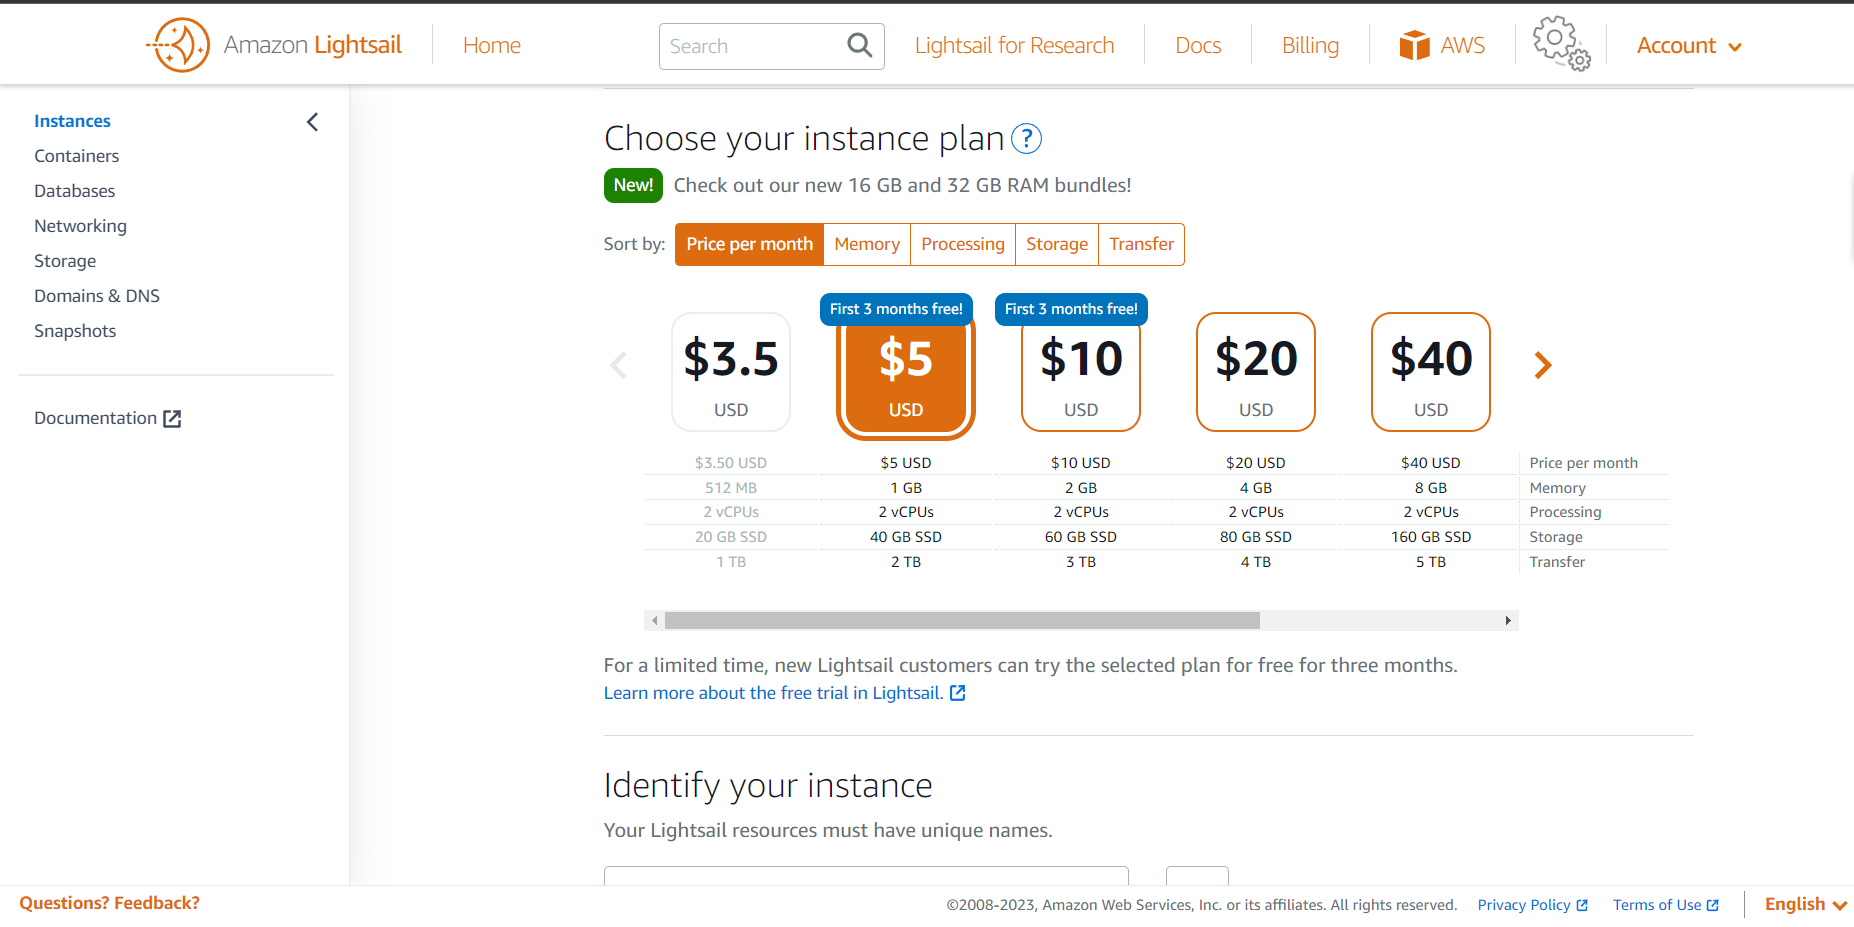 Amazon Lightsail
Home
Search
Lightsail for Research
Docs
Billing
AWS
Account
Instances
Containers
Databases
Networking
Storage
Domains & DNS
Snapshots
Documentation
Choose your instance plan ?
New! Check out our new 16 GB and 32 GB RAM bundles!
Sort by: Price per month Memory Processing Storage Transfer
First 3 months free! First 3 months free!
$3.5 $5 $10 $20 $40
USD USD USD USD USD
$3.50 USD $5 USD $10 USD $20 USD $40 USD Price per month
512 MB 1 GB 2 GB 4 GB 8 GB Memory
2 vCPUs 2 vCPUs 2 vCPUs 2 vCPUs 2 vCPUs Processing
20 GB SSD 40 GB SSD 60 GB SSD 80 GB SSD 160 GB SSD Storage
1 TB 2 TB 3 TB 4 TB 5 TB Transfer
For a limited time, new Lightsail customers can try the selected plan for free for three months.
Learn more about the free trial in Lightsail.
Identify your instance
Your Lightsail resources must have unique names.
Questions? Feedback?
©2008-2023, Amazon Web Services, Inc. or its affiliates. All rights reserved.
Privacy Policy
Terms of Use
English